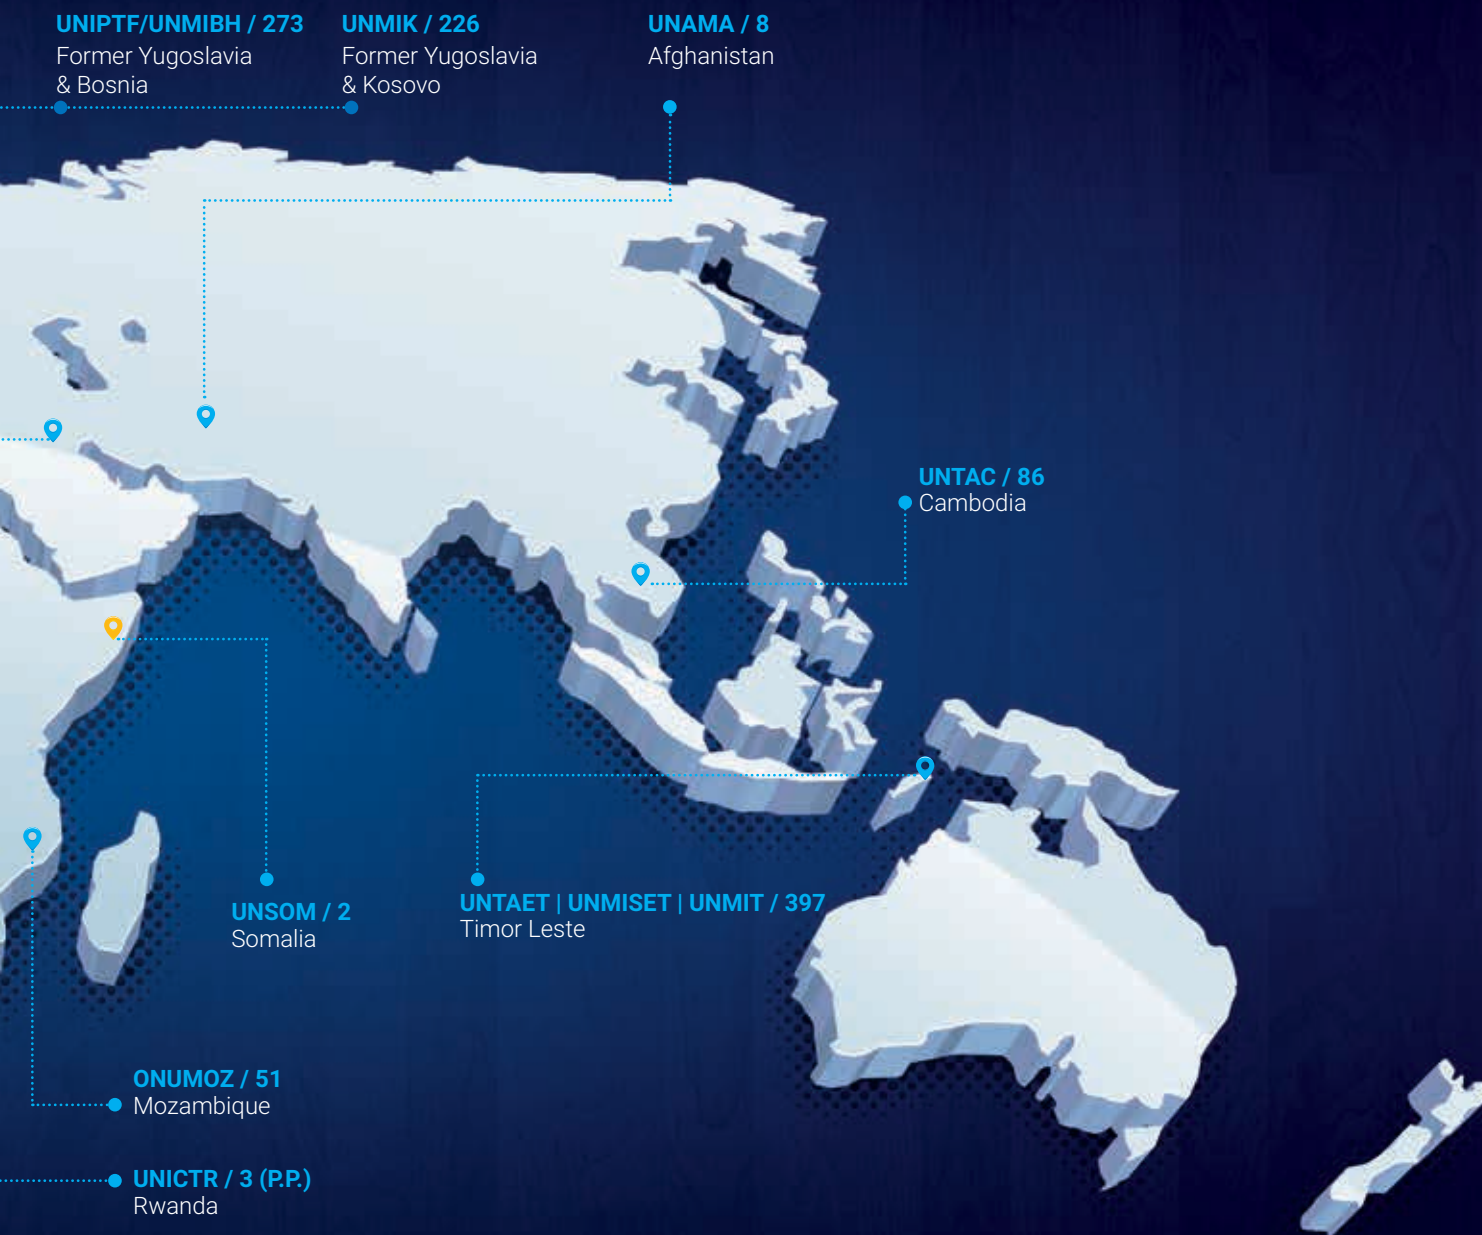 UNIPTF/UNMIBH / 273
Former Yugoslavia
& Bosnia
UNMIK / 226
Former Yugoslavia
& Kosovo
UNAMA / 8
Afghanistan
UNTAC / 86
Cambodia
UNSOM / 2
Somalia
UNTAET | UNMISET | UNMIT / 397
Timor Leste
ONUMOZ / 51
Mozambique
UNICTR / 3 (P.P.)
Rwanda